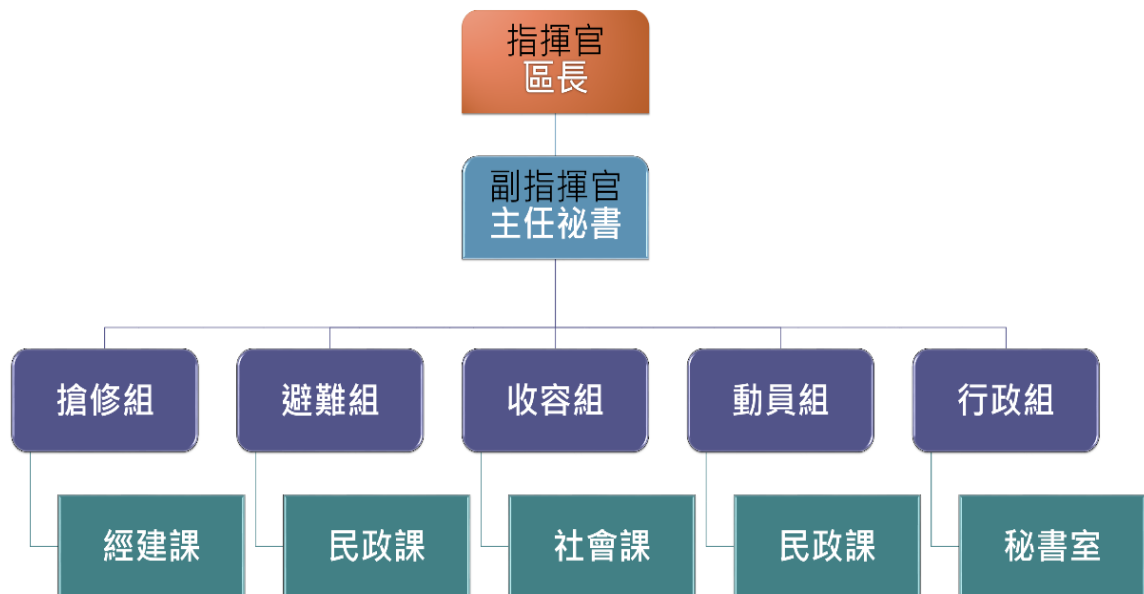 指揮官
區長
副指揮官
主任祕書
搶修組
避難組
收容組
動員組
行政組
經建課
民政課
社會課
民政課
秘書室